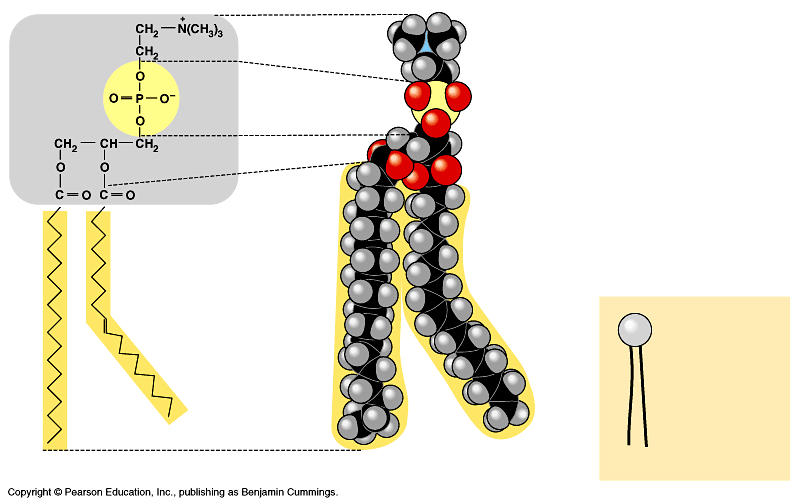 CH₂—N⁺(CH₃)₃
CH₂
O
O=P—O⁻
O
CH₂—CH—CH₂
O O
C=O C=O
Copyright © Pearson Education, Inc., publishing as Benjamin Cummings.